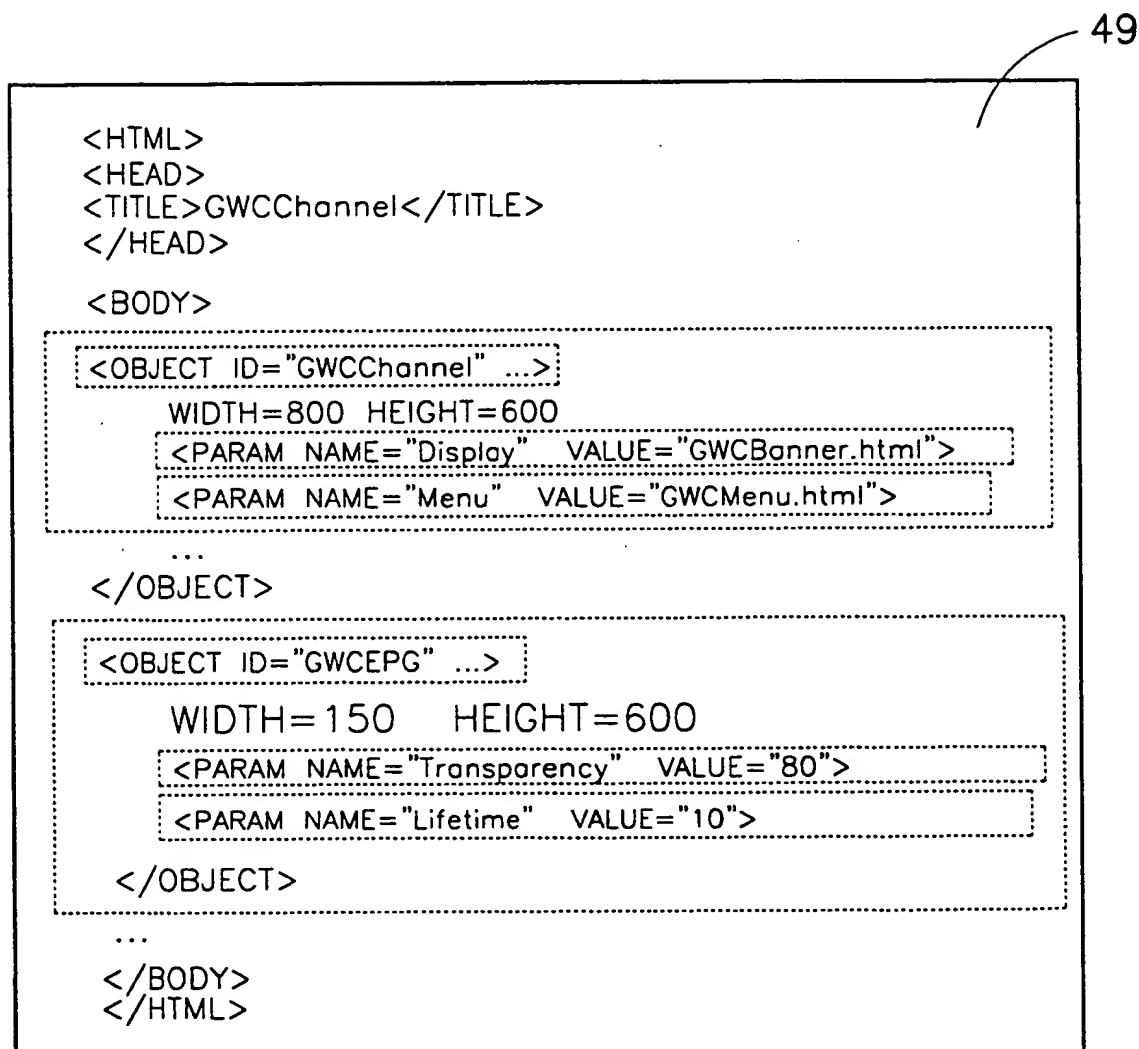 49
<HTML>
<HEAD>
<TITLE>GWCChannel</TITLE>
</HEAD>
<BODY>
<OBJECT ID="GWCChannel" ...>
WIDTH=800 HEIGHT=600
<PARAM NAME="Display" VALUE="GWCBanner.html">
<PARAM NAME="Menu" VALUE="GWCMenu.html">
...
</OBJECT>
<OBJECT ID="GWCEPG" ...>
WIDTH=150 HEIGHT=600
<PARAM NAME="Transparency" VALUE="80">
<PARAM NAME="Lifetime" VALUE="10">
</OBJECT>
...
</BODY>
</HTML>